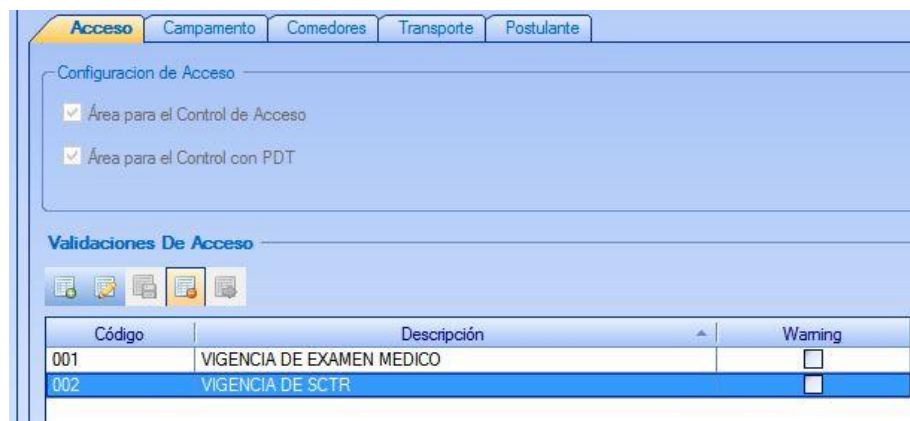 Acceso Campamento Comedores Transporte Postulante
Configuracion de Acceso
Área para el Control de Acceso
Área para el Control con PDT
Validaciones De Acceso
Código Descripción Warning
001 VIGENCIA DE EXAMEN MEDICO
002 VIGENCIA DE SCTR